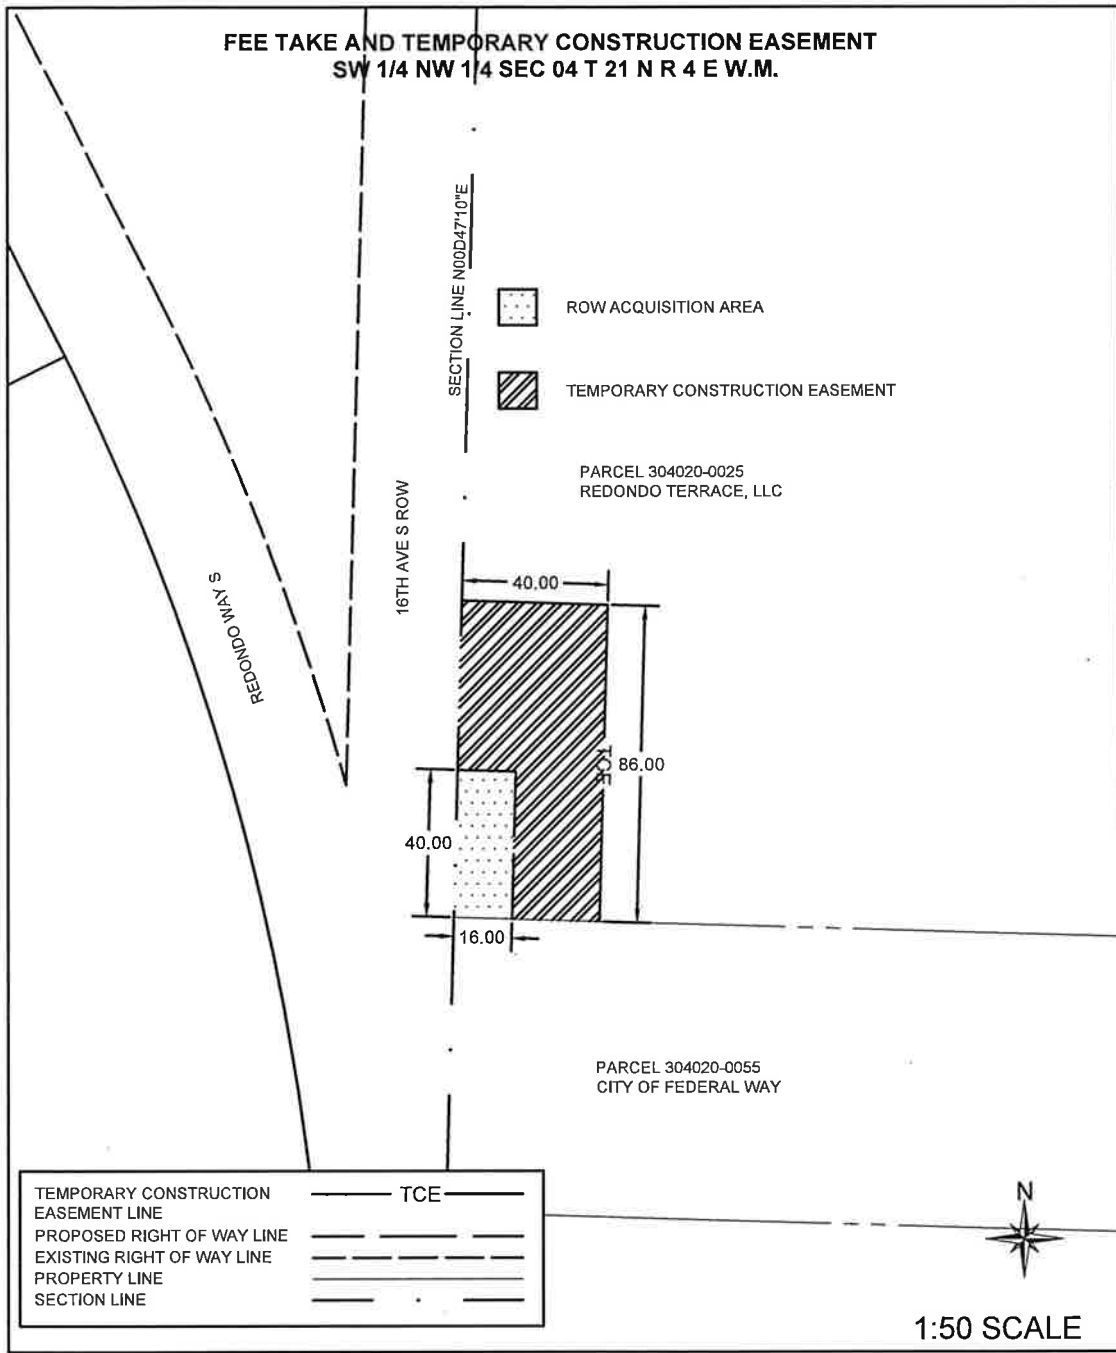 FEE TAKE AND TEMPORARY CONSTRUCTION EASEMENT
SW 1/4 NW 1/4 SEC 04 T 21 N R 4 E W.M.
SECTION LINE N00D47'10"E
ROW ACQUISITION AREA
TEMPORARY CONSTRUCTION EASEMENT
PARCEL 304020-0025
REDONDO TERRACE, LLC
16TH AVE S ROW
REDONDO WAY S
40.00
TCE
86.00
40.00
16.00
PARCEL 304020-0055
CITY OF FEDERAL WAY
TEMPORARY CONSTRUCTION
EASEMENT LINE
TCE
PROPOSED RIGHT OF WAY LINE
EXISTING RIGHT OF WAY LINE
PROPERTY LINE
SECTION LINE
N
1:50 SCALE